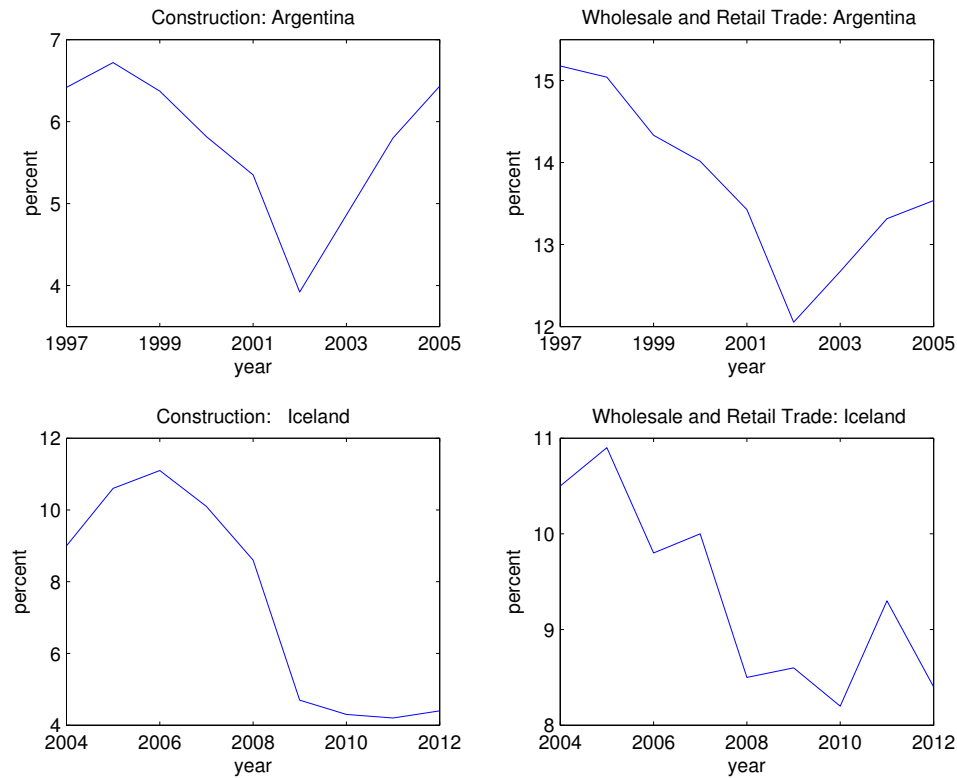 Construction: Argentina
7
6
5
4
percent
1997 1999 2001 2003 2005
year
Wholesale and Retail Trade: Argentina
15
14
13
12
percent
1997 1999 2001 2003 2005
year
Construction: Iceland
12
10
8
6
4
percent
2004 2006 2008 2010 2012
year
Wholesale and Retail Trade: Iceland
11
10
9
8
percent
2004 2006 2008 2010 2012
year